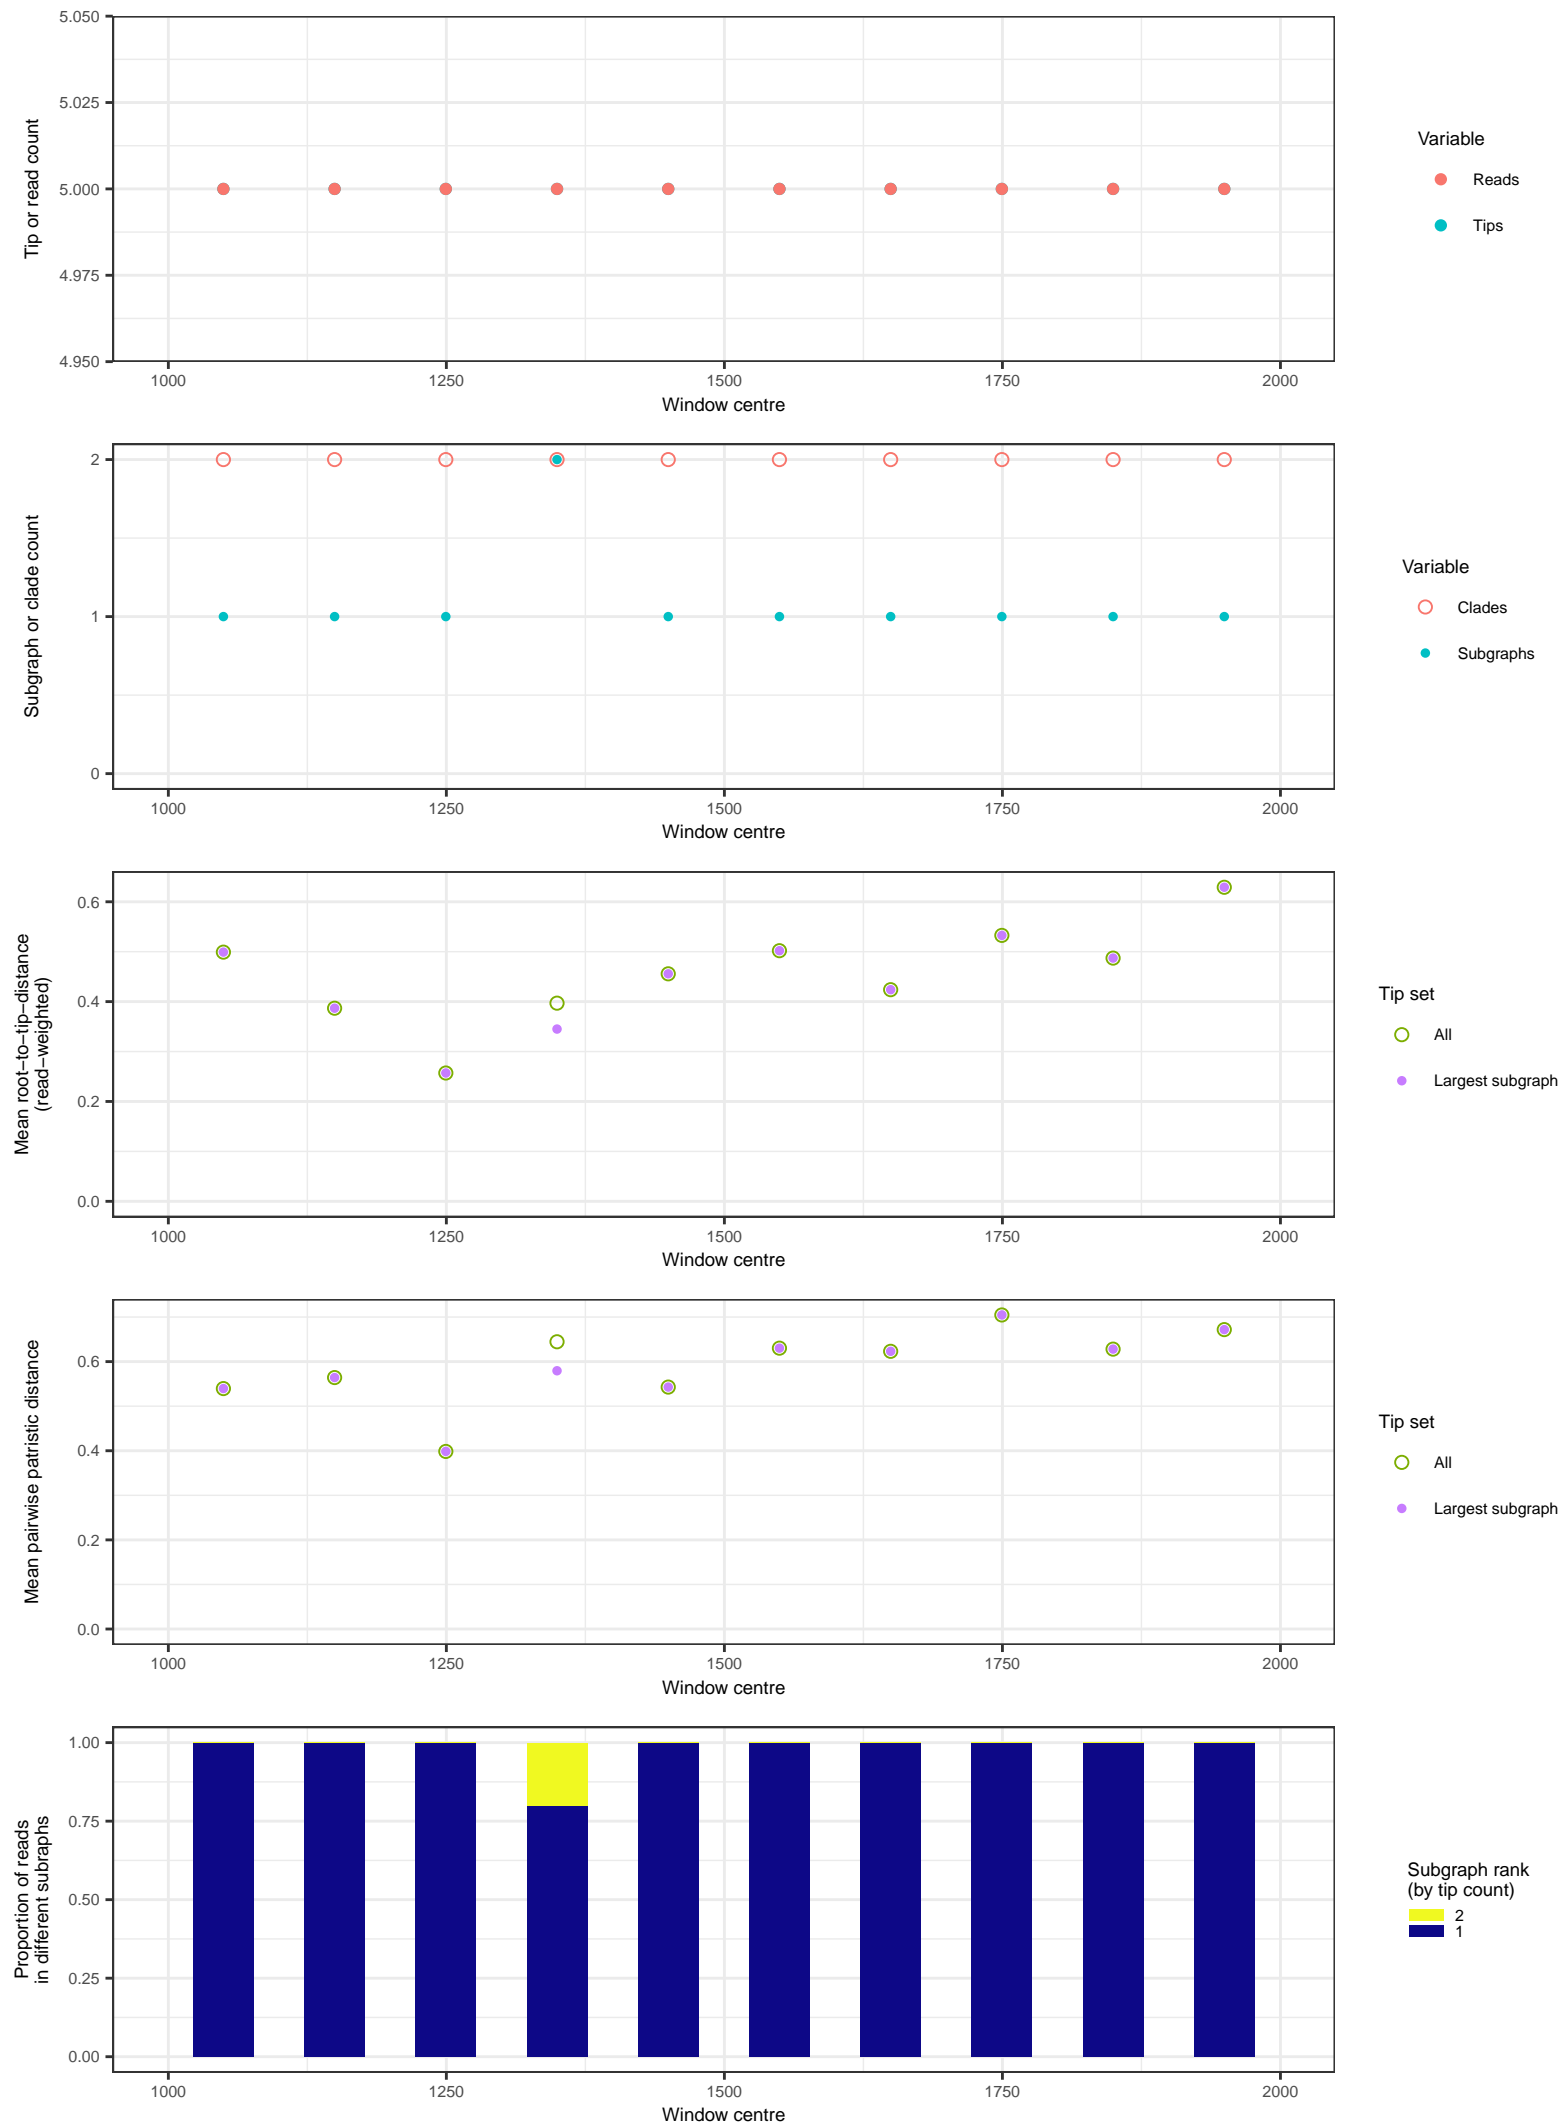 5.050
5.025
5.000
4.975
4.950
Tip or read count
1000 1250 1500 1750 2000
Window centre
Variable
Reads
Tips
2
1
0
Subgraph or clade count
1000 1250 1500 1750 2000
Window centre
Variable
Clades
Subgraphs
0.6
0.4
0.2
0.0
Mean root−to−tip−distance
(read−weighted)
1000 1250 1500 1750 2000
Window centre
Tip set
All
Largest subgraph
0.6
0.4
0.2
0.0
Mean pairwise patristic distance
1000 1250 1500 1750 2000
Window centre
Tip set
All
Largest subgraph
1.00
0.75
0.50
0.25
0.00
Proportion of reads
in different subraphs
1000 1250 1500 1750 2000
Window centre
Subgraph rank
(by tip count)
2
1